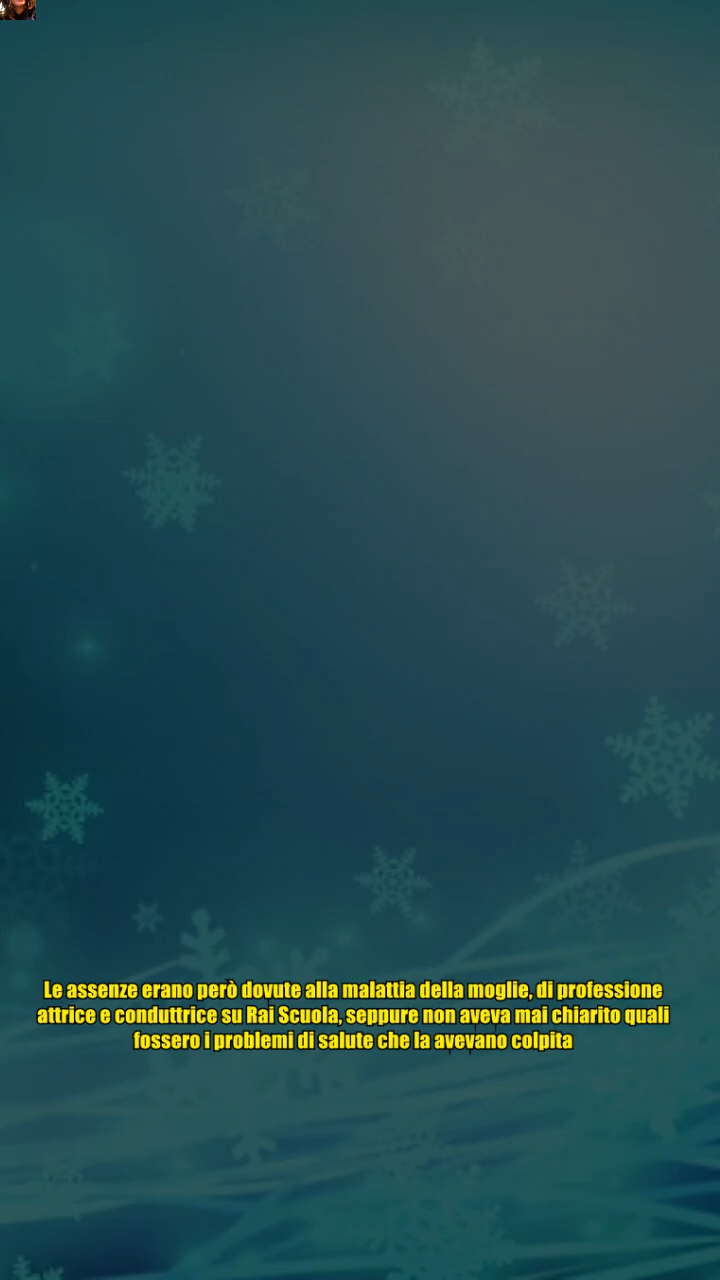 Le assenze erano però dovute alla malattia della moglie, di professione
attrice e conduttrice su Rai Scuola, seppure non aveva mai chiarito quali
fossero i problemi di salute che la avevano colpita